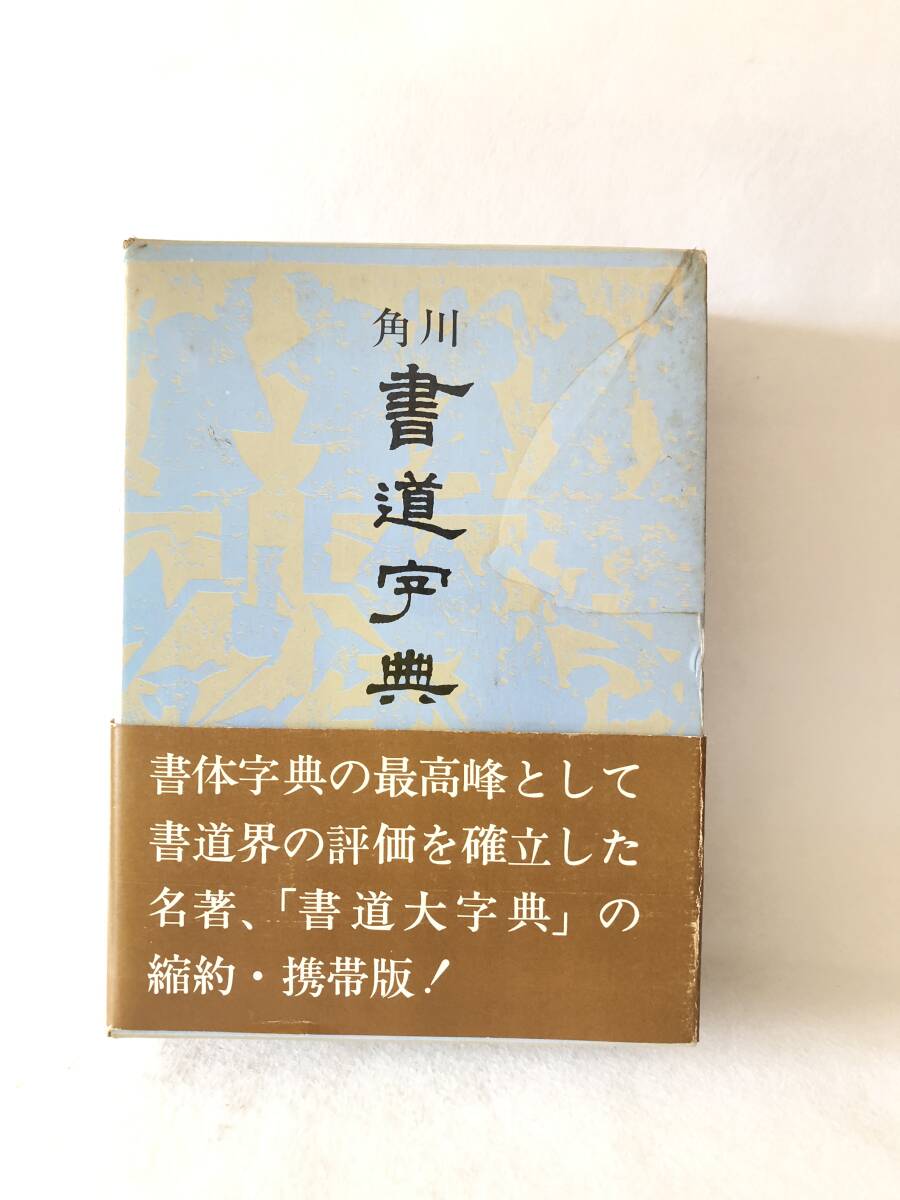 角川
書道字典
書体字典の最高峰として
書道界の評価を確立した
名著、「書道大字典」の
縮約・携帯版！